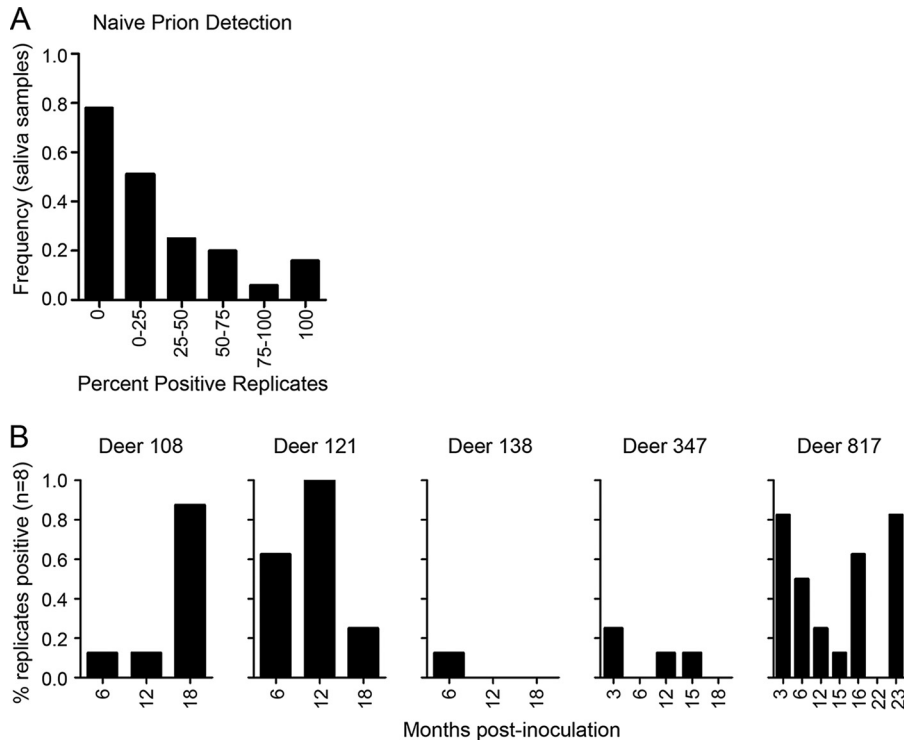 A
Naive Prion Detection
Frequency (saliva samples)
1.0
0.8
0.6
0.4
0.2
0.0
0
0-25
25-50
50-75
75-100
100
Percent Positive Replicates
B
Deer 108
Deer 121
Deer 138
Deer 347
Deer 817
% replicates positive (n=8)
1.0
0.8
0.6
0.4
0.2
0.0
6 12 18
6 12 18
6 12 18
3 6 12 15 18
3 6 12 15 16 22 23
Months post-inoculation